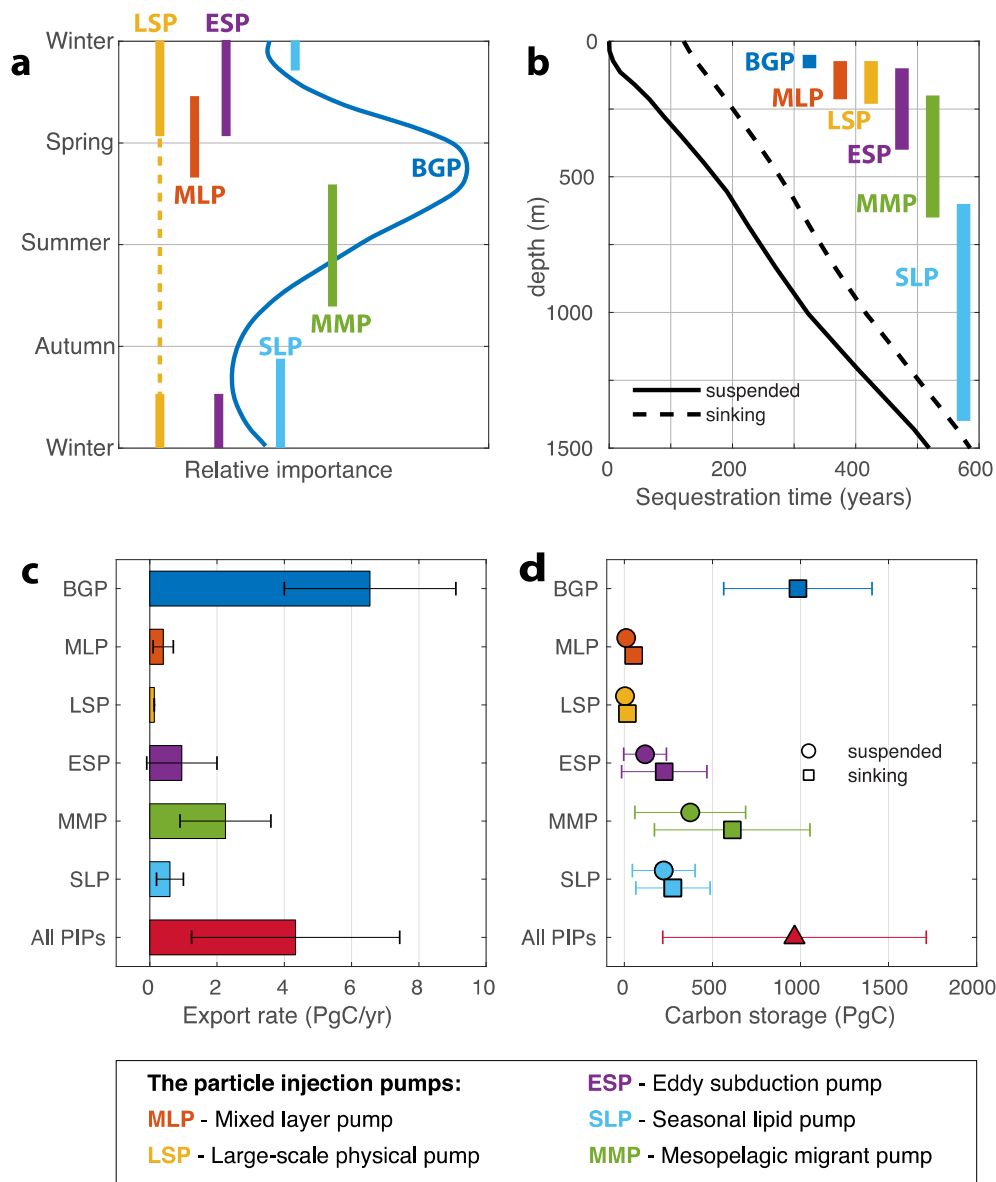 a
Winter
Spring
Summer
Autumn
Winter
LSP
ESP
MLP
BGP
MMP
SLP
Relative importance
b
0
500
1000
1500
depth (m)
BGP
MLP
LSP
ESP
MMP
SLP
suspended
sinking
0 200 400 600
Sequestration time (years)
c
BGP
MLP
LSP
ESP
MMP
SLP
All PIPs
0 2 4 6 8 10
Export rate (PgC/yr)
d
BGP
MLP
LSP
ESP
MMP
SLP
All PIPs
suspended
sinking
0 500 1000 1500 2000
Carbon storage (PgC)
The particle injection pumps:
MLP - Mixed layer pump
LSP - Large-scale physical pump
ESP - Eddy subduction pump
SLP - Seasonal lipid pump
MMP - Mesopelagic migrant pump